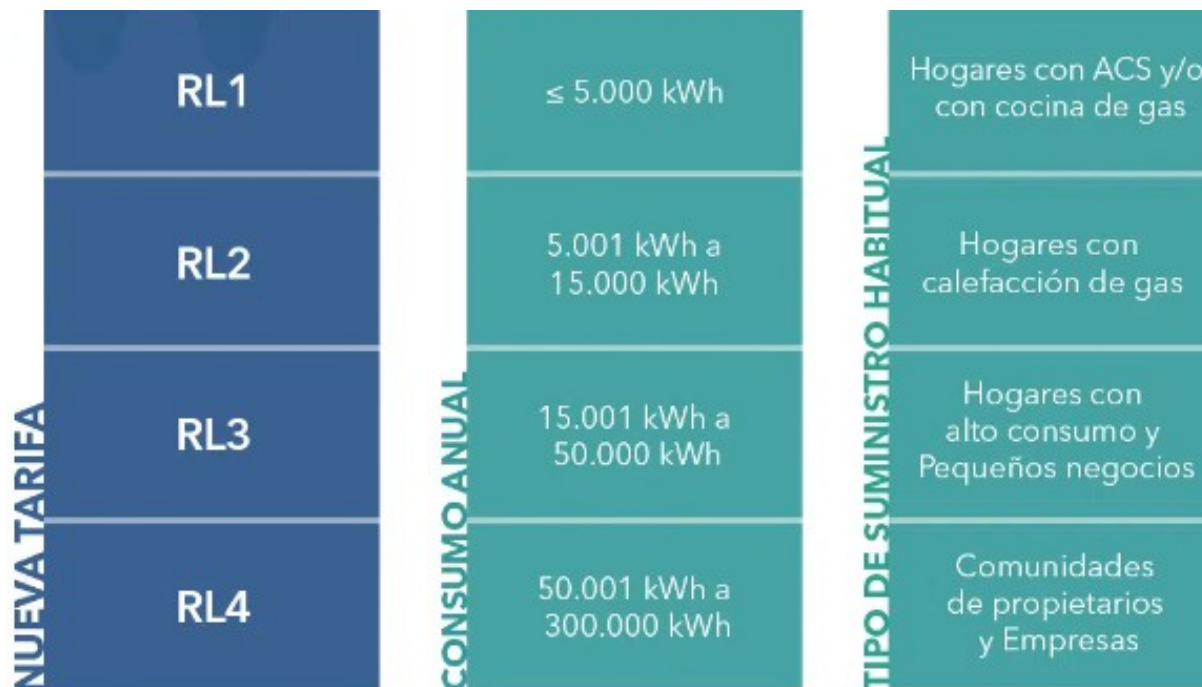 NUEVA TARIFA
RL1
RL2
RL3
RL4
CONSUMO ANUAL
≤ 5.000 kWh
5.001 kWh a
15.000 kWh
15.001 kWh a
50.000 kWh
50.001 kWh a
300.000 kWh
TIPO DE SUMINISTRO HABITUAL
Hogares con ACS y/o
con cocina de gas
Hogares con
calefacción de gas
Hogares con
alto consumo y
Pequeños negocios
Comunidades
de propietarios
y Empresas